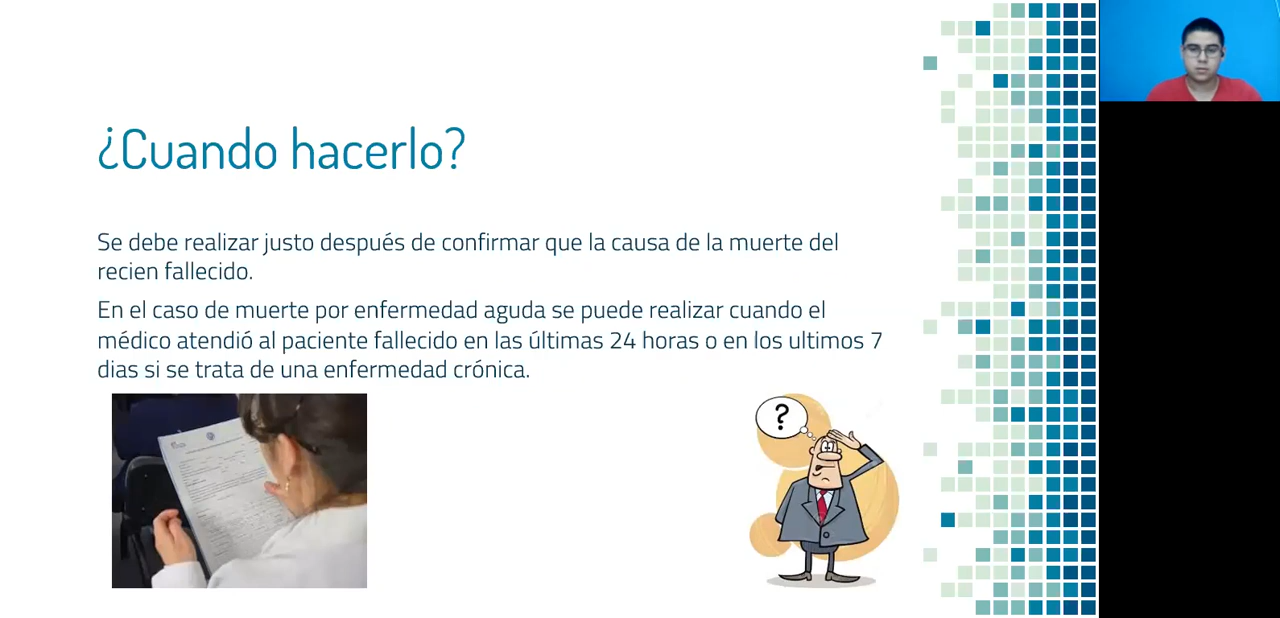 ¿Cuando hacerlo?
Se debe realizar justo después de confirmar que la causa de la muerte del
recien fallecido.
En el caso de muerte por enfermedad aguda se puede realizar cuando el
médico atendió al paciente fallecido en las últimas 24 horas o en los ultimos 7
dias si se trata de una enfermedad crónica.
?